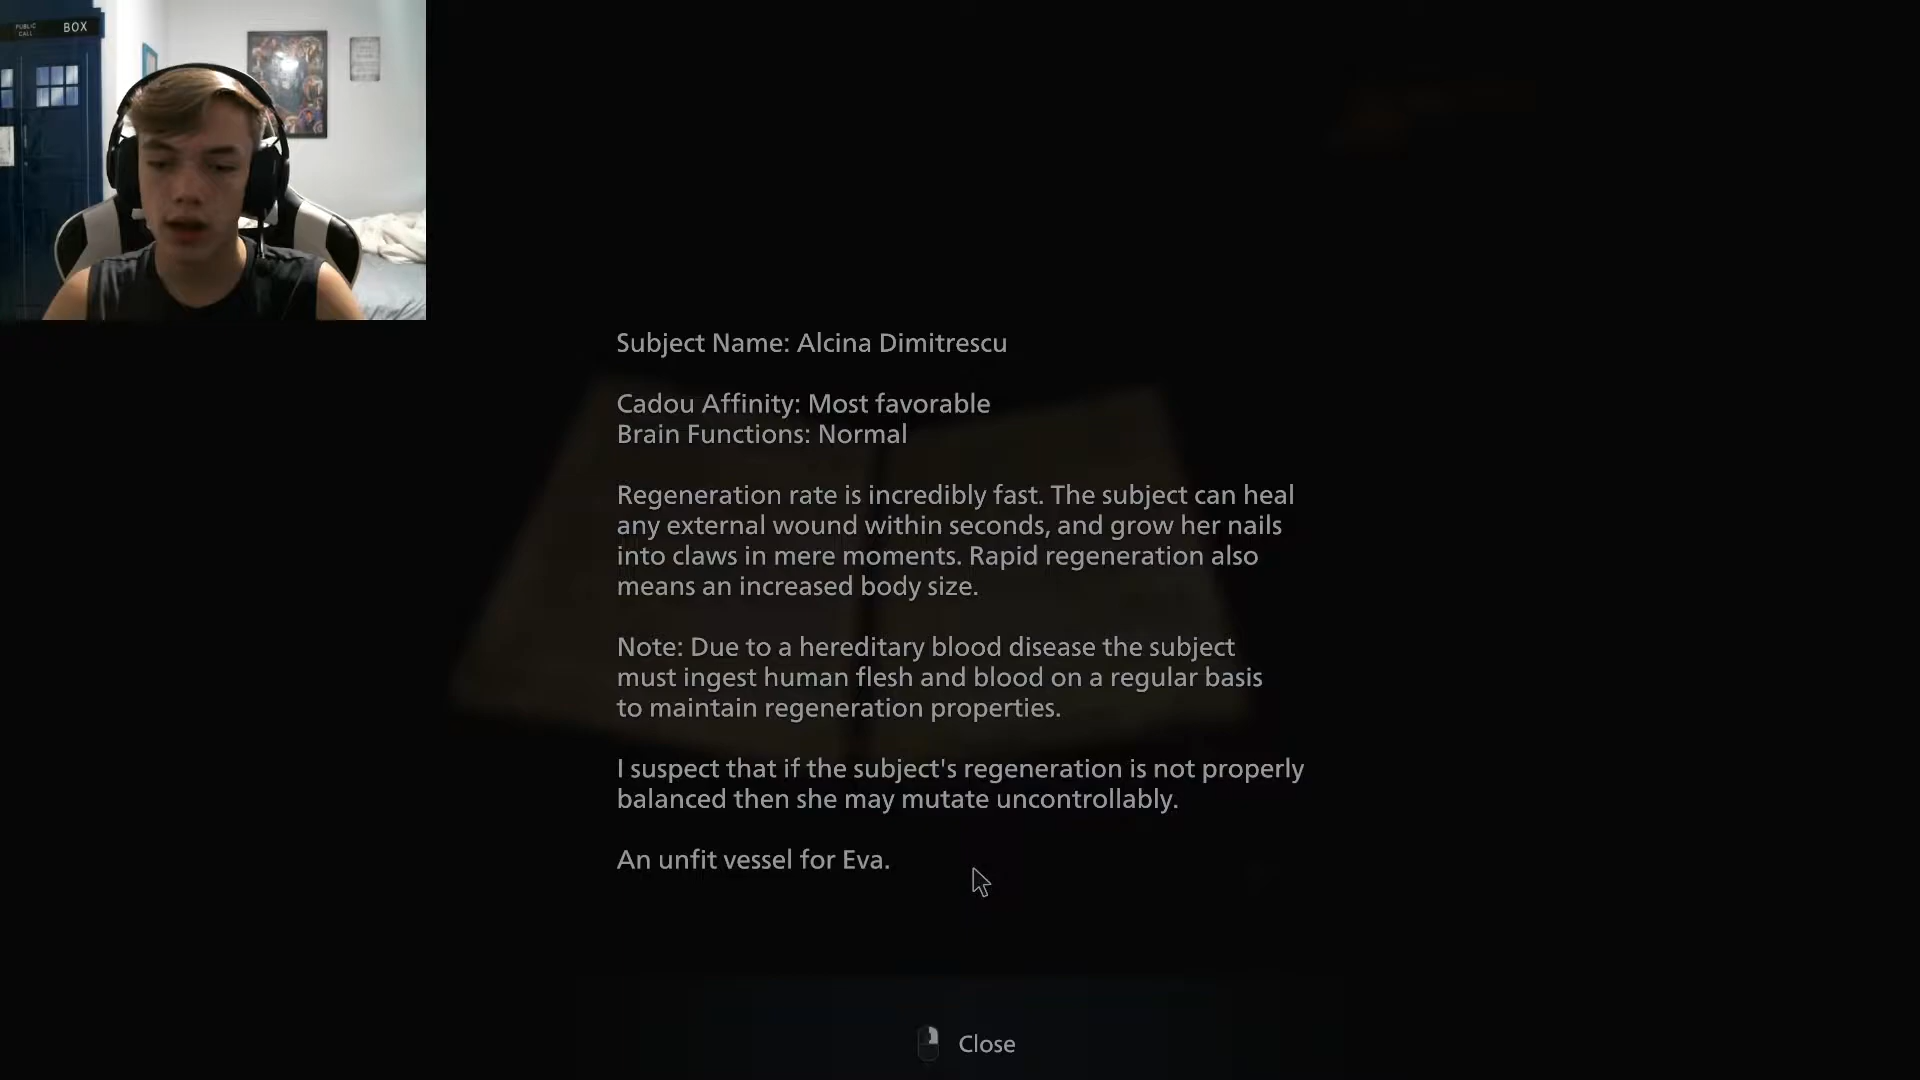 PUBLIC
CALL
BOX
Subject Name: Alcina Dimitrescu
Cadou Affinity: Most favorable
Brain Functions: Normal
Regeneration rate is incredibly fast. The subject can heal
any external wound within seconds, and grow her nails
into claws in mere moments. Rapid regeneration also
means an increased body size.
Note: Due to a hereditary blood disease the subject
must ingest human flesh and blood on a regular basis
to maintain regeneration properties.
I suspect that if the subject's regeneration is not properly
balanced then she may mutate uncontrollably.
An unfit vessel for Eva.
Close